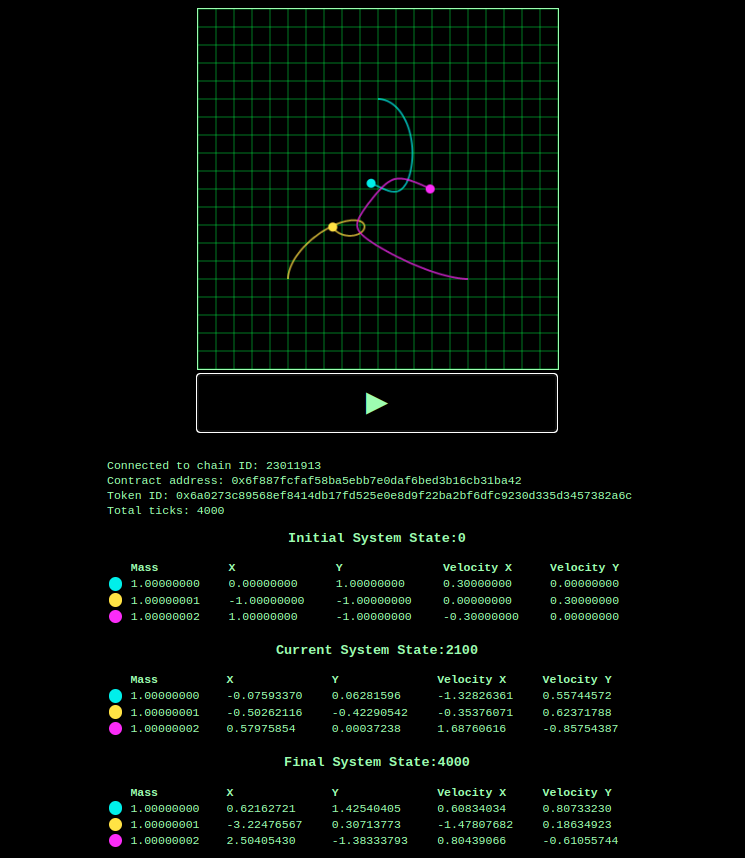 Connected to chain ID: 23011913
Contract address: 0x6f887fcfaf58ba5ebb7e0daf6bed3b16cb31ba42
Token ID: 0x6a0273c89568ef8414db17fd525e0e8d9f22ba2bf6dfc9230d335d3457382a6c
Total ticks: 4000
Initial System State:0
Mass X Y Velocity X Velocity Y
1.00000000 0.00000000 1.00000000 0.30000000 0.00000000
1.00000001 -1.00000000 -1.00000000 0.00000000 0.30000000
1.00000002 1.00000000 -1.00000000 -0.30000000 0.00000000
Current System State:2100
Mass X Y Velocity X Velocity Y
1.00000000 -0.07593370 0.06281596 -1.32826361 0.55744572
1.00000001 -0.50262116 -0.42290542 -0.35376071 0.62371788
1.00000002 0.57975854 0.00037238 1.68760616 -0.85754387
Final System State:4000
Mass X Y Velocity X Velocity Y
1.00000000 0.62162721 1.42540405 0.60834034 0.80733230
1.00000001 -3.22476567 0.30713773 -1.47807682 0.18634923
1.00000002 2.50405430 -1.38333793 0.80439066 -0.61055744